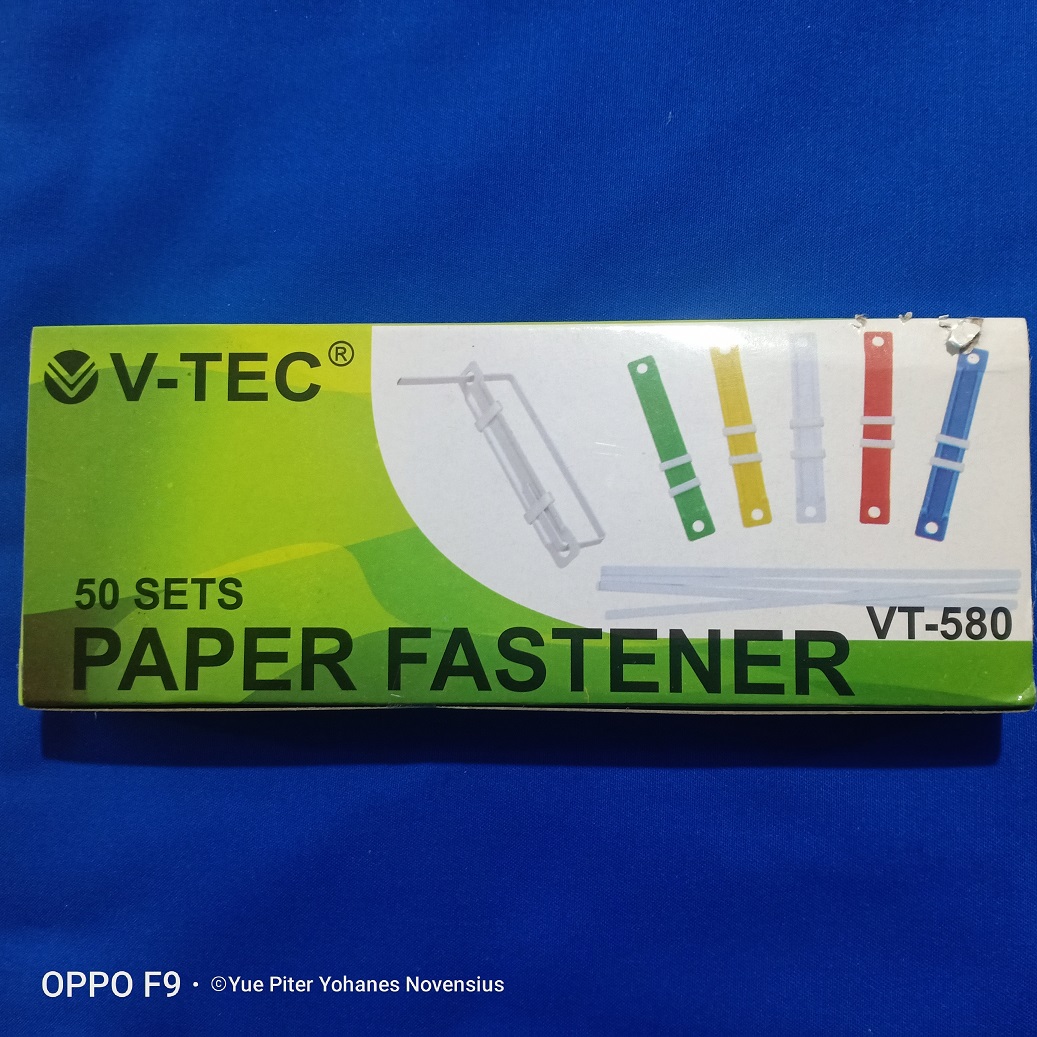 V-TEC®
50 SETS
PAPER FASTENER
VT-580
OPPO F9 · ©Yue Piter Yohanes Novensius